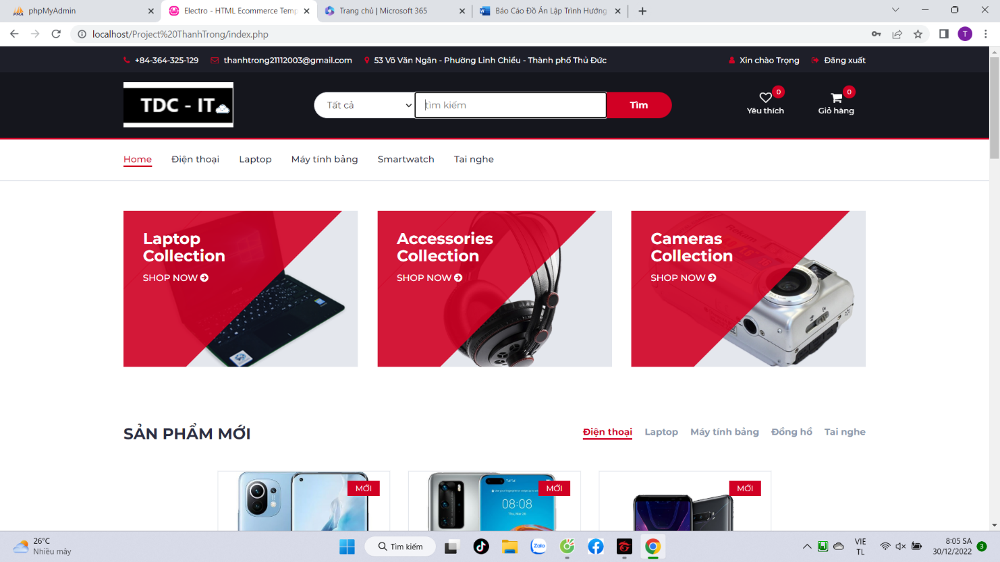 phpMyAdmin
Electro - HTML Ecommerce Temp
Trang chủ | Microsoft 365
Báo Cáo Đồ Án Lập Trình Hướng
localhost/Project%20ThanhTrong/index.php
T
+84-364-325-129
thanhtrong21112003@gmail.com
53 Võ Văn Ngân - Phường Linh Chiểu - Thành phố Thủ Đức
Xin chào Trọng
Đăng xuất
TDC - IT
Tất cả
tìm kiếm
Tìm
0
Yêu thích
0
Giỏ hàng
Home
Điện thoại
Laptop
Máy tính bảng
Smartwatch
Tai nghe
Laptop
Collection
SHOP NOW
Accessories
Collection
SHOP NOW
Cameras
Collection
SHOP NOW
SẢN PHẨM MỚI
Điện thoại
Laptop
Máy tính bảng
Đồng hồ
Tai nghe
MỚI
MỚI
08:08
MỚI
26°C
Nhiều mây
Tìm kiếm
Zalo
VIE
TL
8:05 SA
30/12/2022
3